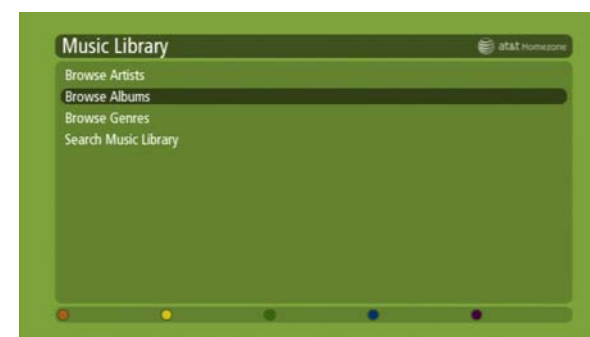 Music Library
at&t Homezone
Browse Artists
Browse Albums
Browse Genres
Search Music Library